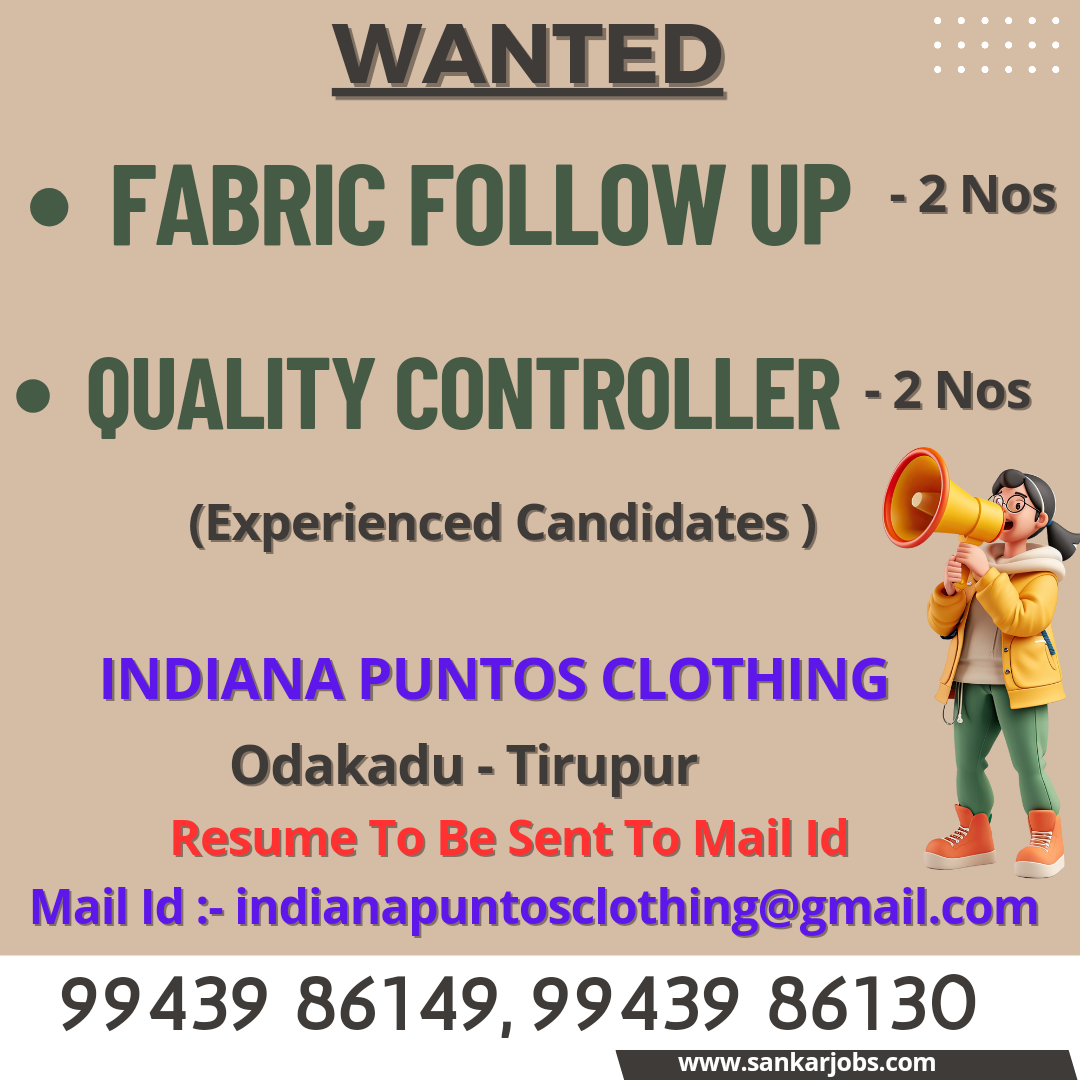 WANTED
• FABRIC FOLLOW UP - 2 Nos
• QUALITY CONTROLLER - 2 Nos
(Experienced Candidates )
INDIANA PUNTOS CLOTHING
Odakadu - Tirupur
Resume To Be Sent To Mail Id
Mail Id :- indianapuntosclothing@gmail.com
99439 86149, 99439 86130
www.sankarjobs.com